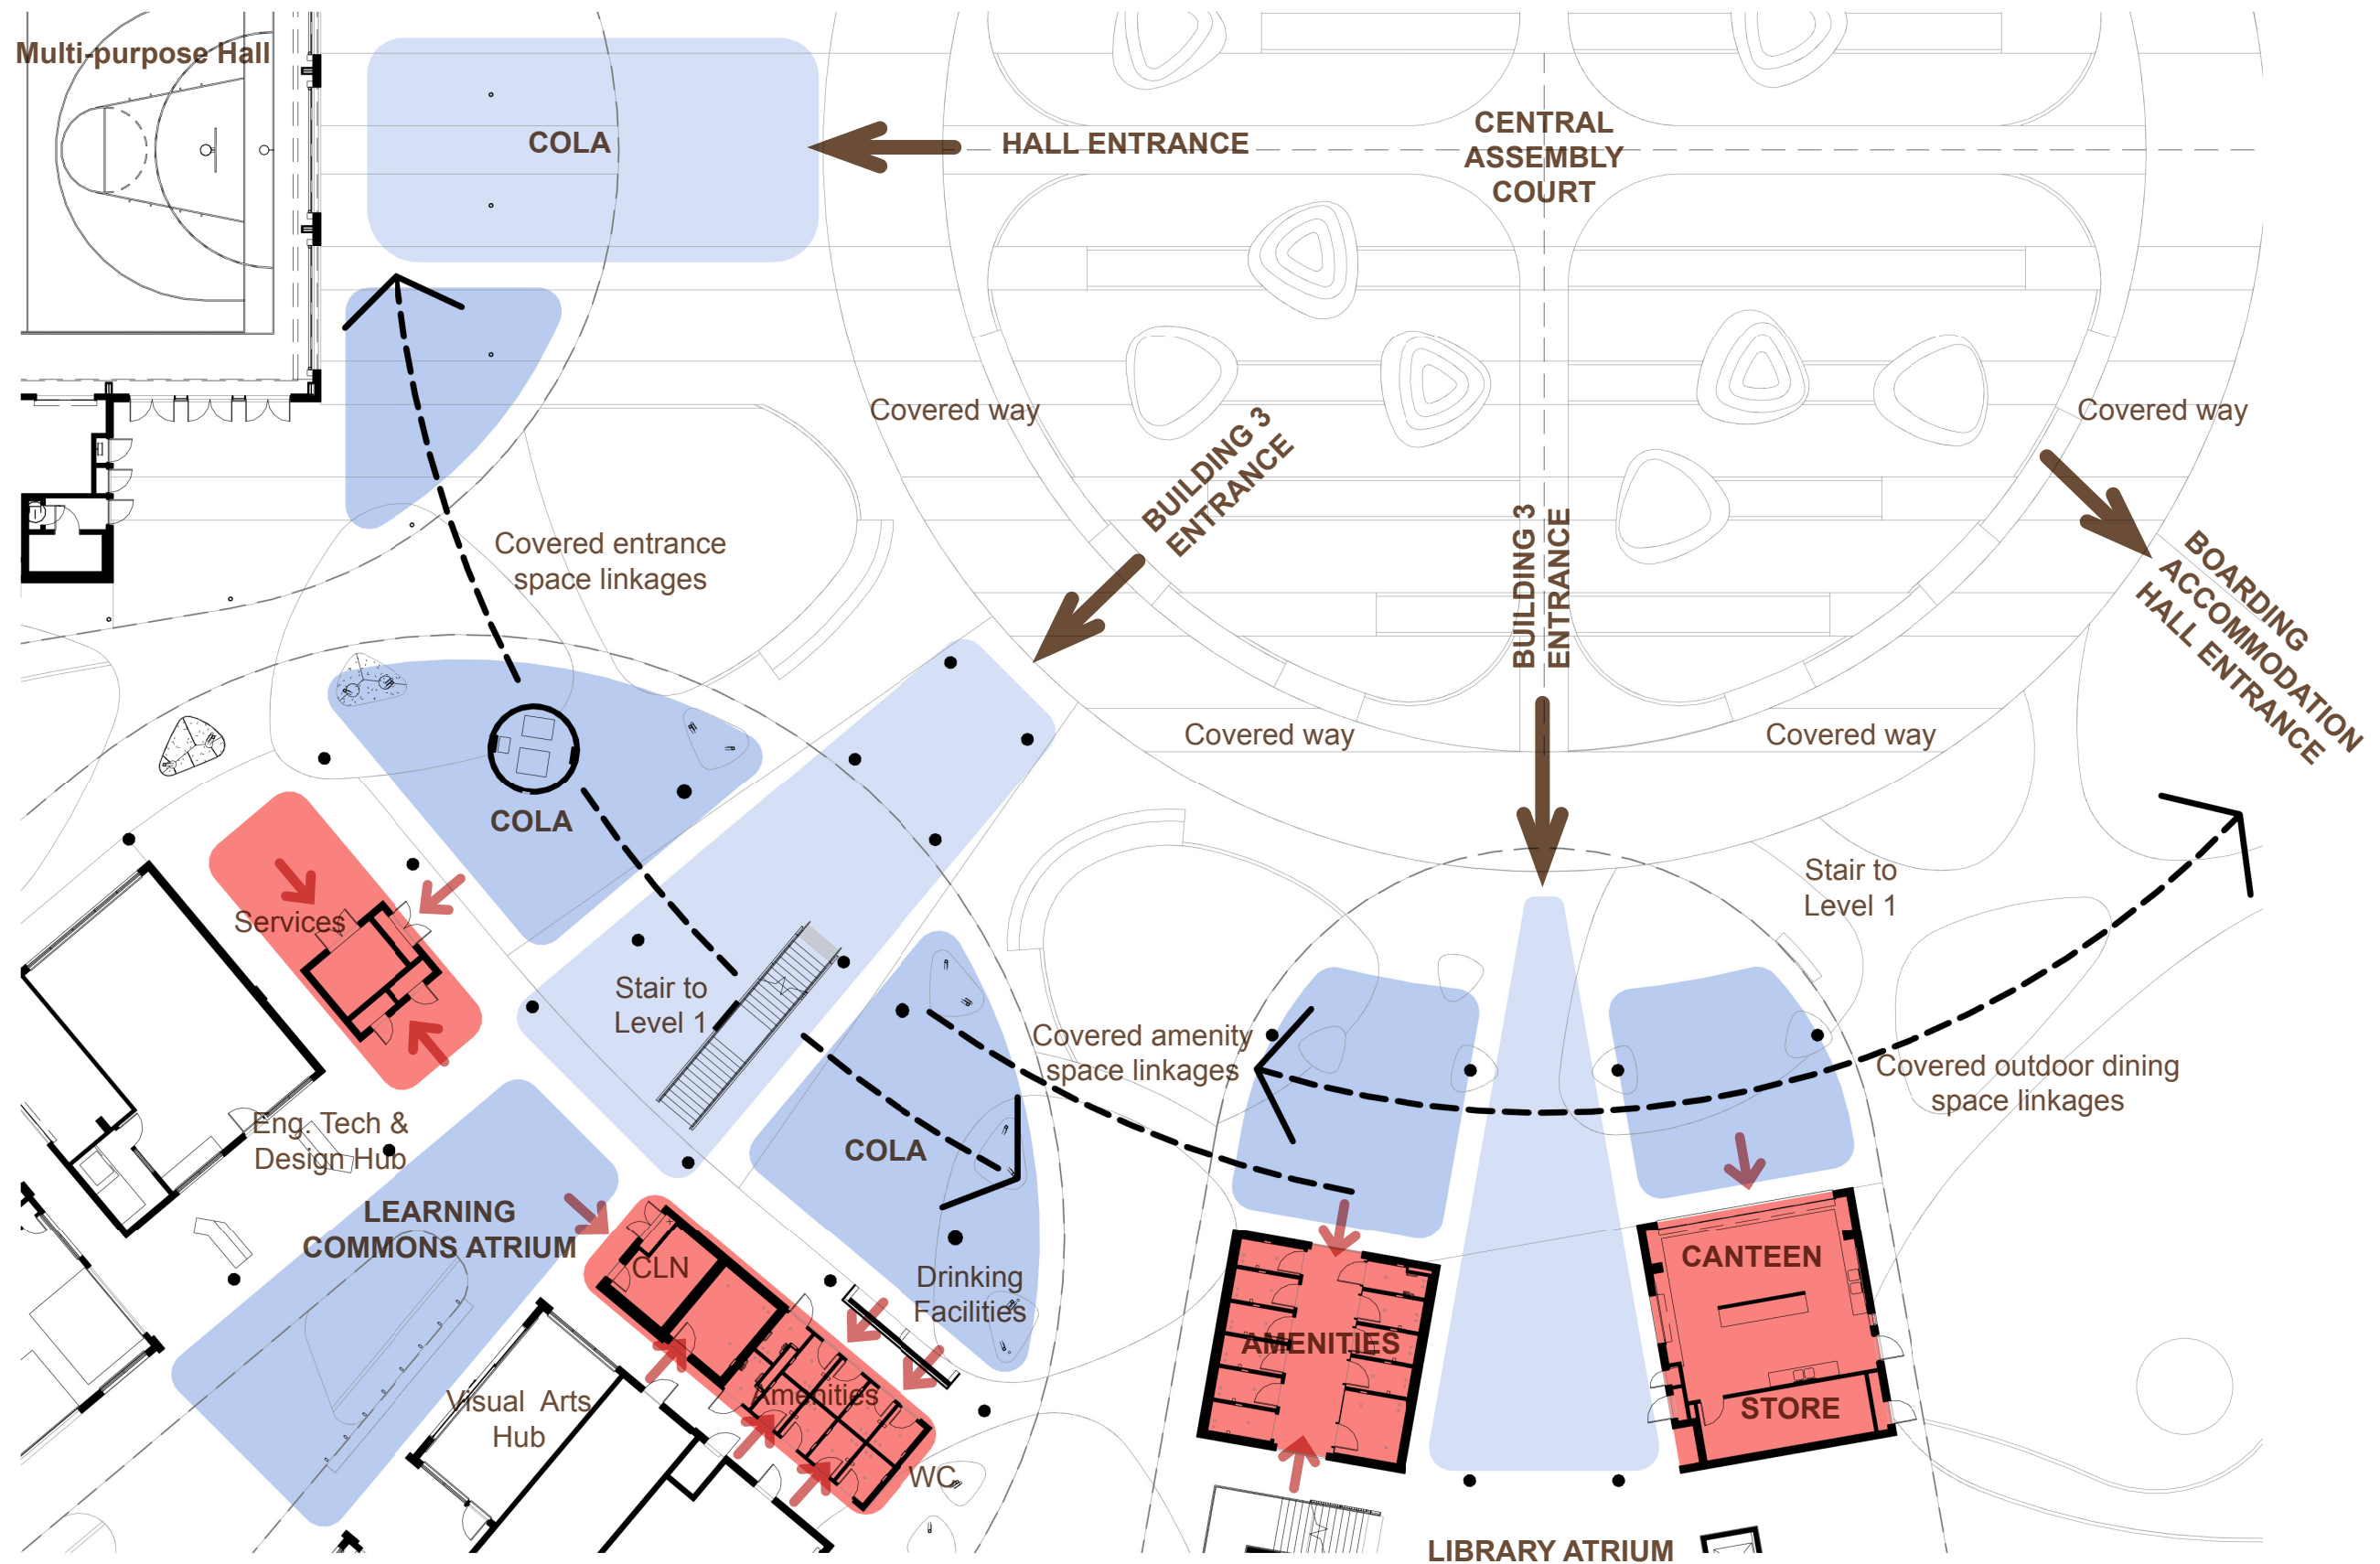 Multi-purpose Hall
COLA
HALL ENTRANCE
CENTRAL
ASSEMBLY
COURT
Covered way
Covered way
BUILDING 3
ENTRANCE
BUILDING 3
ENTRANCE
BOARDING
ACCOMMODATION
HALL ENTRANCE
Covered entrance
space linkages
Covered way
Covered way
COLA
Stair to
Level 1
Services
Stair to
Level 1
Covered amenity
space linkages
Covered outdoor dining
space linkages
Eng. Tech &
Design Hub
COLA
LEARNING
COMMONS ATRIUM
CLN
Drinking
Facilities
CANTEEN
AMENITIES
Amenities
Visual Arts
Hub
STORE
WC
LIBRARY ATRIUM